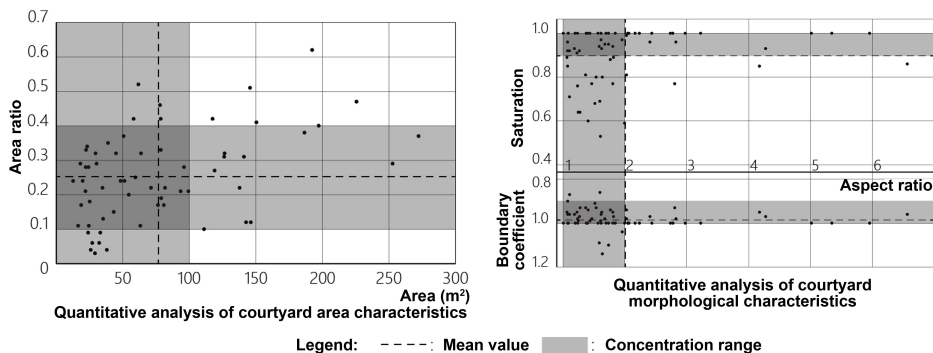 0.7
0.6
0.5
0.4
0.3
0.2
0.1
0
Area ratio
50
100
150
200
250
300
Area (m²)
Quantitative analysis of courtyard area characteristics
1.0
0.8
0.6
0.4
Saturation
1
2
3
4
5
6
Aspect ratio
0.8
1.0
1.2
Boundary
coefficient
Quantitative analysis of courtyard
morphological characteristics
Legend: : Mean value : Concentration range